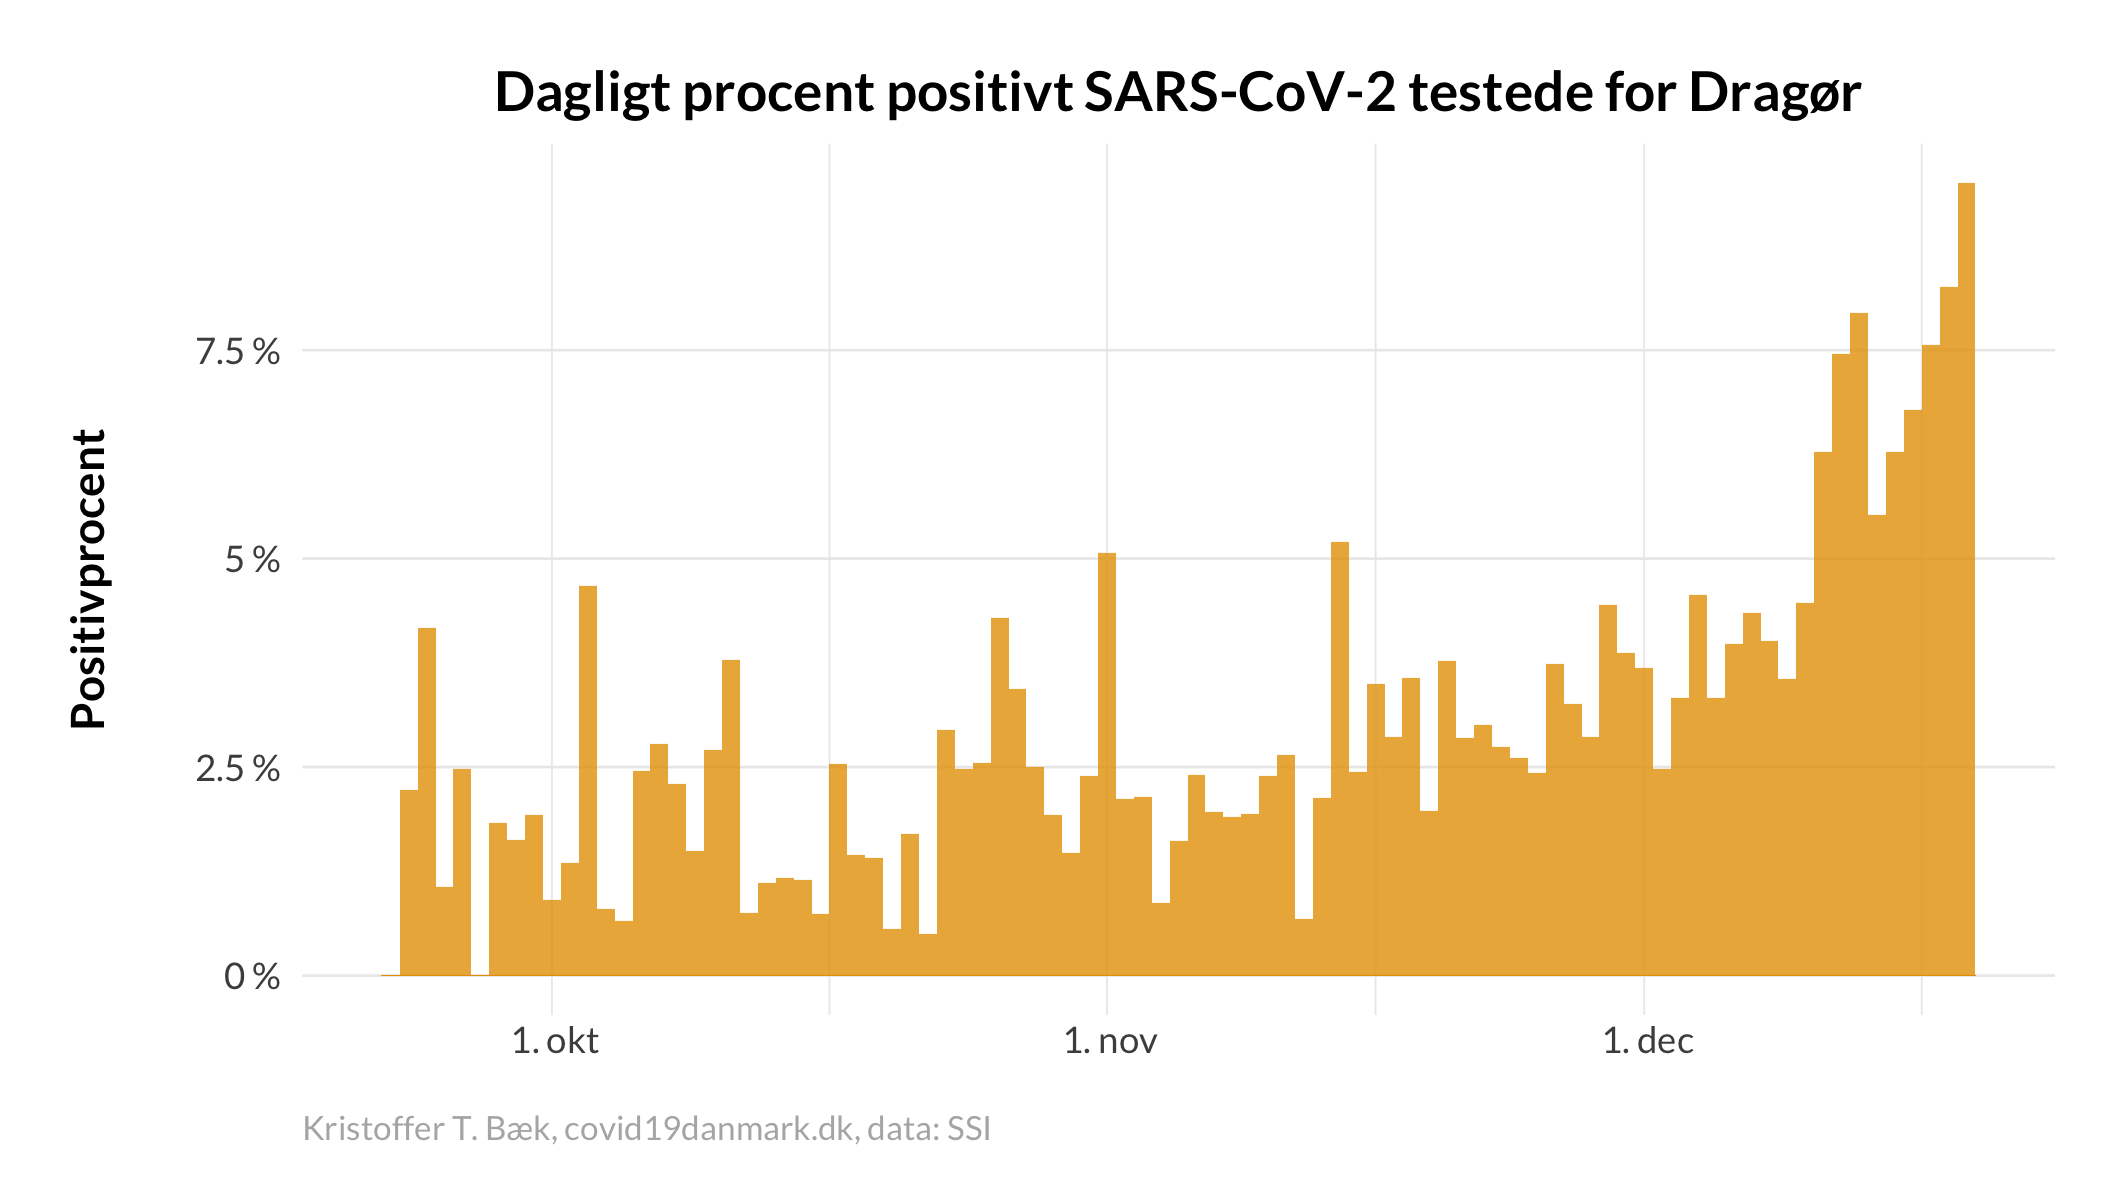 Dagligt procent positivt SARS-CoV-2 testede for Dragør
Positivprocent
7.5 %
5 %
2.5 %
0 %
1. okt
1. nov
1. dec
Kristoffer T. Bæk, covid19danmark.dk, data: SSI